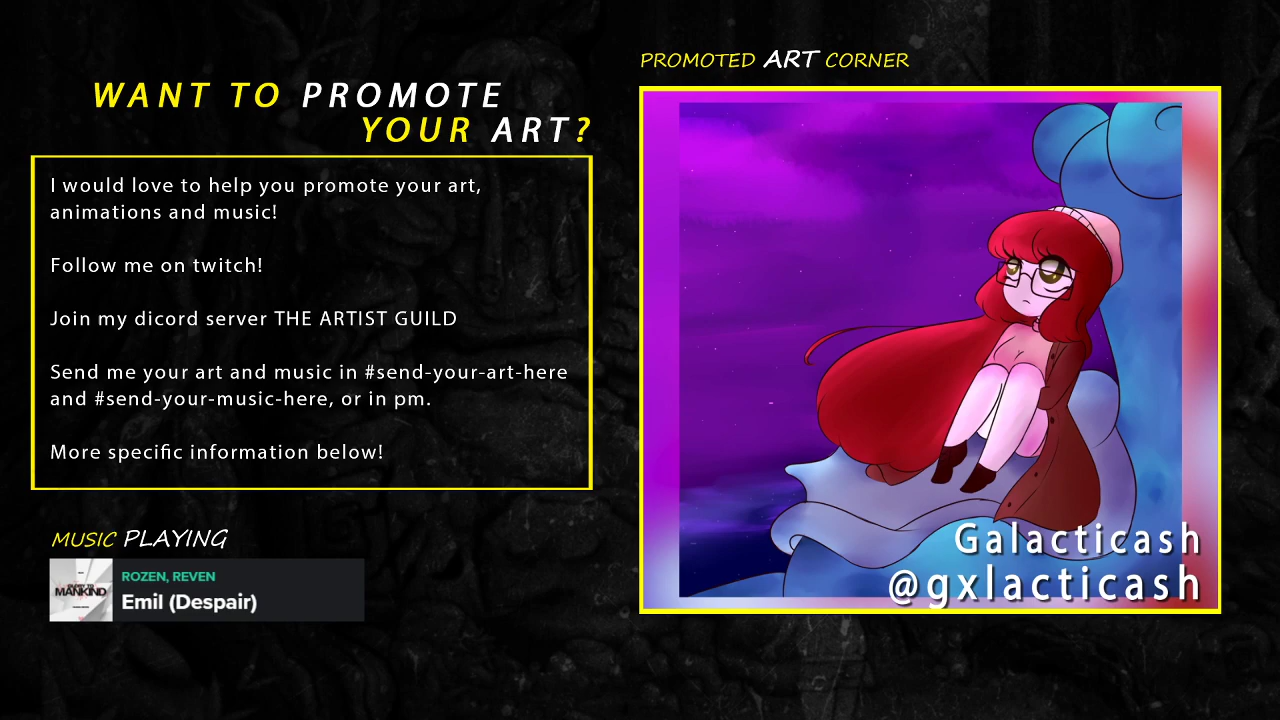 WANT TO PROMOTE
YOUR ART?
I would love to help you promote your art,
animations and music!
Follow me on twitch!
Join my dicord server THE ARTIST GUILD
Send me your art and music in #send-your-art-here
and #send-your-music-here, or in pm.
More specific information below!
MUSIC PLAYING
MANKIND
ROZEN, REVEN
Emil (Despair)
PROMOTED ART CORNER
Galacticash
@gxlacticash